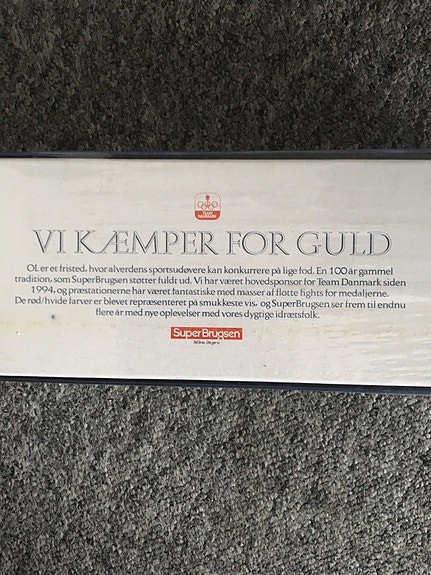 TEAM
DANMARK
VI KÆMPER FOR GULD
OL er et fristed, hvor alverdens sportsudøvere kan konkurrere på lige fod. En 100 år gammel
tradition, som SuperBrugsen støtter fuldt ud. Vi har været hovedsponsor for Team Danmark siden
1994, og præstationerne har været fantastiske med masser af flotte fights for medaljerne.
De rød/hvide farver er blevet repræsenteret på smukkeste vis, og SuperBrugsen ser frem til endnu
flere år med nye oplevelser med vores dygtige idrætsfolk.
SuperBrugsen